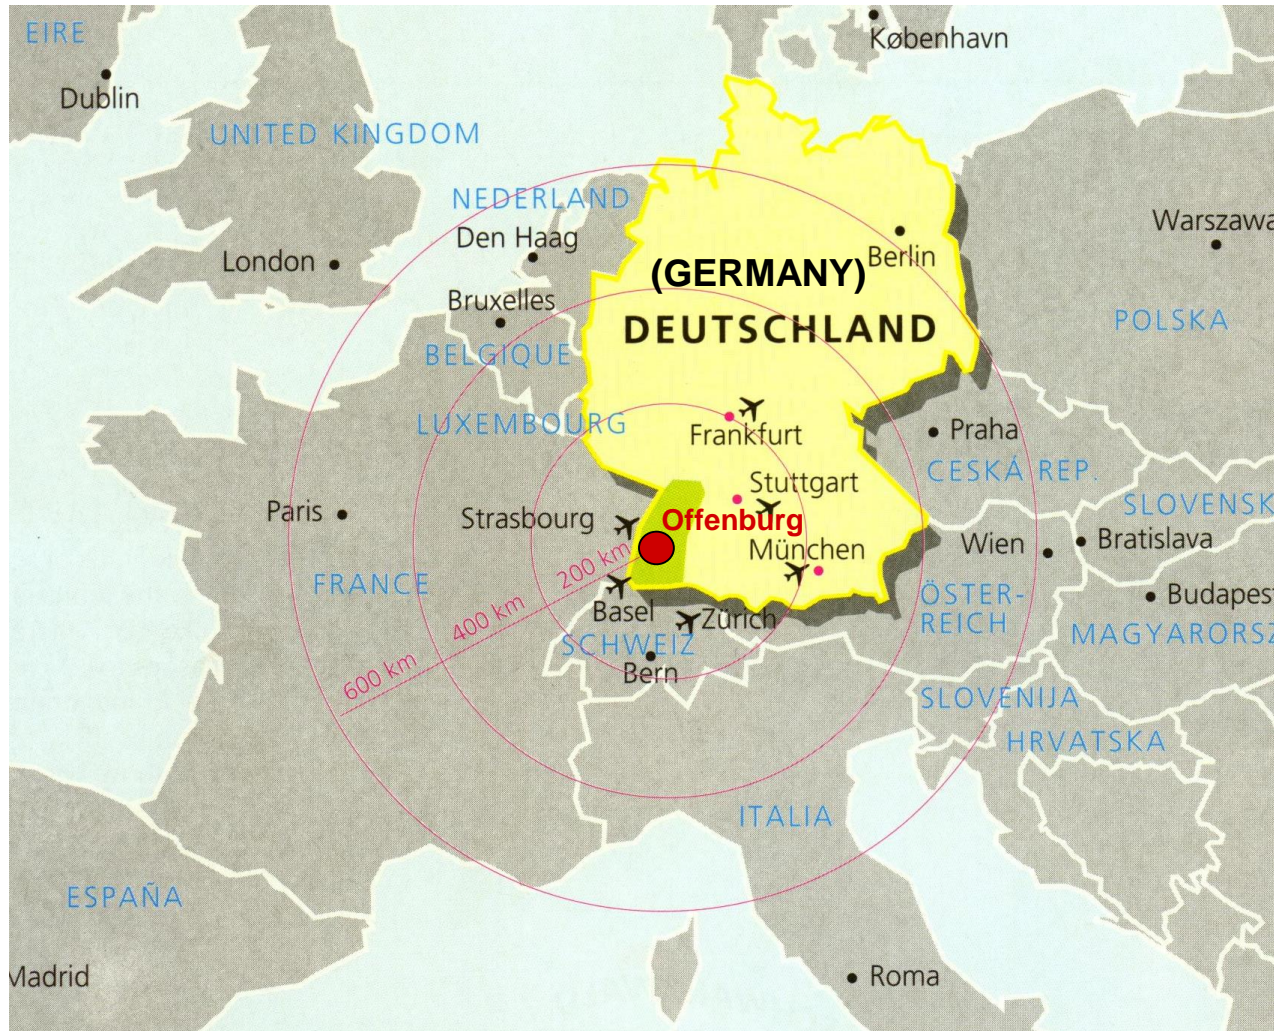 EIRE
Dublin
København
UNITED KINGDOM
NEDERLAND
Den Haag
London
Warszawa
Berlin
(GERMANY)
Bruxelles
DEUTSCHLAND
POLSKA
BELGIQUE
LUXEMBOURG
Frankfurt
Praha
CESKÁ REP.
Stuttgart
SLOVENSK
Paris
Strasbourg
Offenburg
München
Wien
Bratislava
FRANCE
200 km
400 km
600 km
Basel
Zürich
ÖSTER-
REICH
Budapest
SCHWEIZ
MAGYARORSZ
Bern
SLOVENIJA
HRVATSKA
ITALIA
ESPAÑA
Madrid
Roma